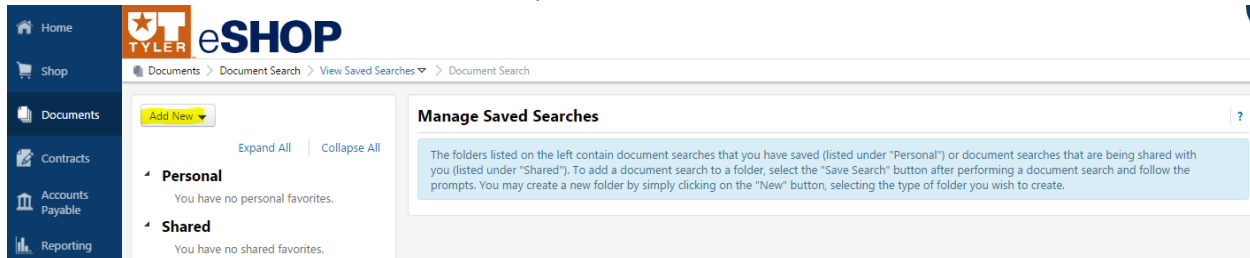 Home
Shop
Documents
Contracts
Accounts
Payable
Reporting
UT
TYLER
eSHOP
Documents > Document Search > View Saved Searches > Document Search
Add New
Expand All | Collapse All
Personal
You have no personal favorites.
Shared
You have no shared favorites.
Manage Saved Searches
?
The folders listed on the left contain document searches that you have saved (listed under "Personal") or document searches that are being shared with
you (listed under "Shared"). To add a document search to a folder, select the "Save Search" button after performing a document search and follow the
prompts. You may create a new folder by simply clicking on the "New" button, selecting the type of folder you wish to create.